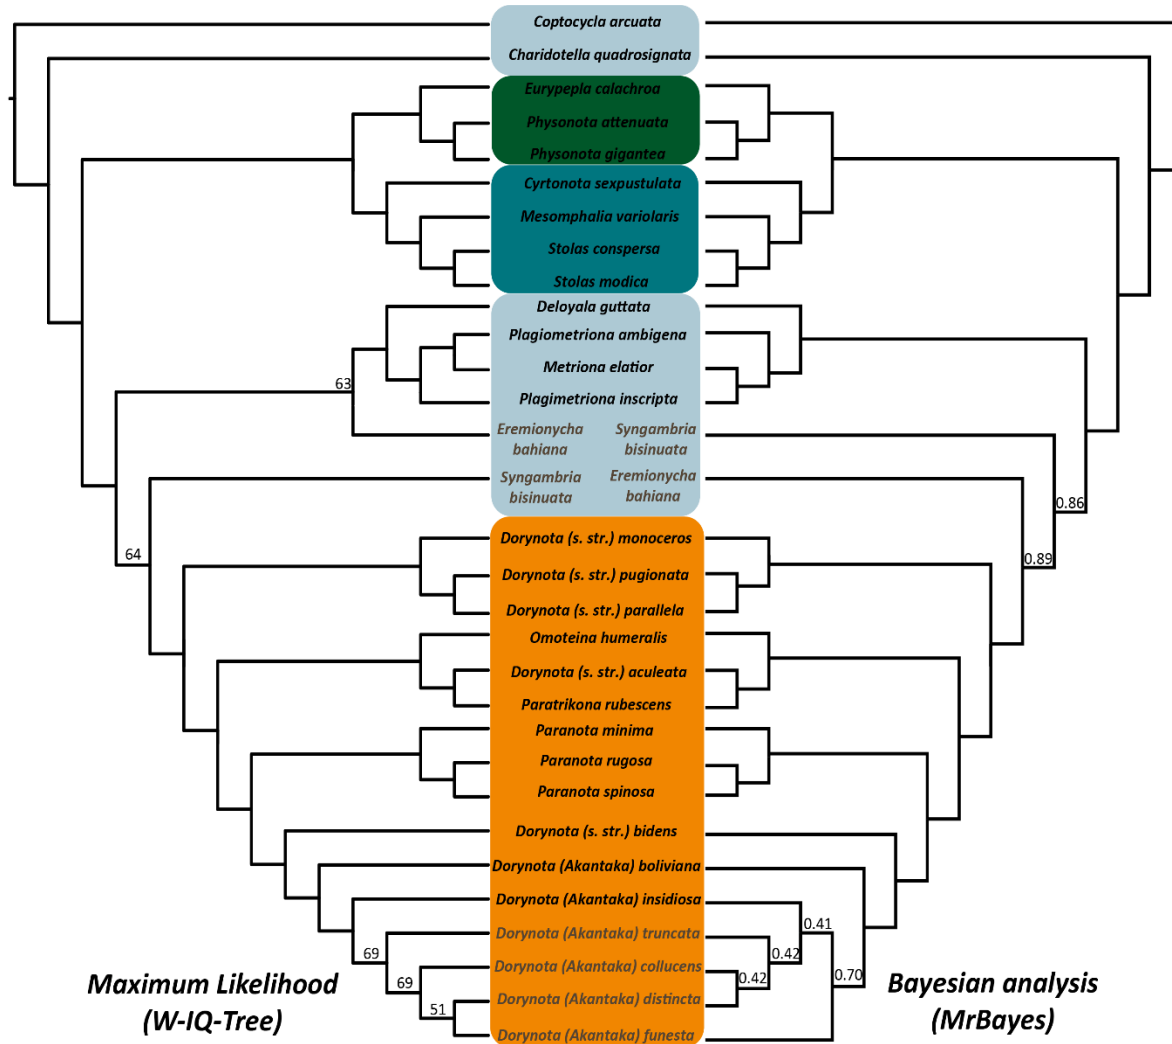 Coptocycla arcuata
Charidotella quadrosignata
Eurypepla calachroa
Physonota attenuata
Physonota gigantea
Cyrtonota sexpustulata
Mesomphalia variolaris
Stolas conspersa
Stolas modica
Deloyala guttata
Plagiometriona ambigena
Metriona elatior
63
Plagimetriona inscripta
Eremionycha
bahiana
Syngambria
bisinuata
Syngambria
bisinuata
Eremionycha
bahiana
0.86
64
0.89
Dorynota (s. str.) monoceros
Dorynota (s. str.) pugionata
Dorynota (s. str.) parallela
Omoteina humeralis
Dorynota (s. str.) aculeata
Paratrikona rubescens
Paranota minima
Paranota rugosa
Paranota spinosa
Dorynota (s. str.) bidens
Dorynota (Akantaka) boliviana
Dorynota (Akantaka) insidiosa
0.41
Dorynota (Akantaka) truncata
69
0.42
Dorynota (Akantaka) collucens
69
0.42
0.70
Dorynota (Akantaka) distincta
51
Dorynota (Akantaka) funesta
Maximum Likelihood
(W-IQ-Tree)
Bayesian analysis
(MrBayes)